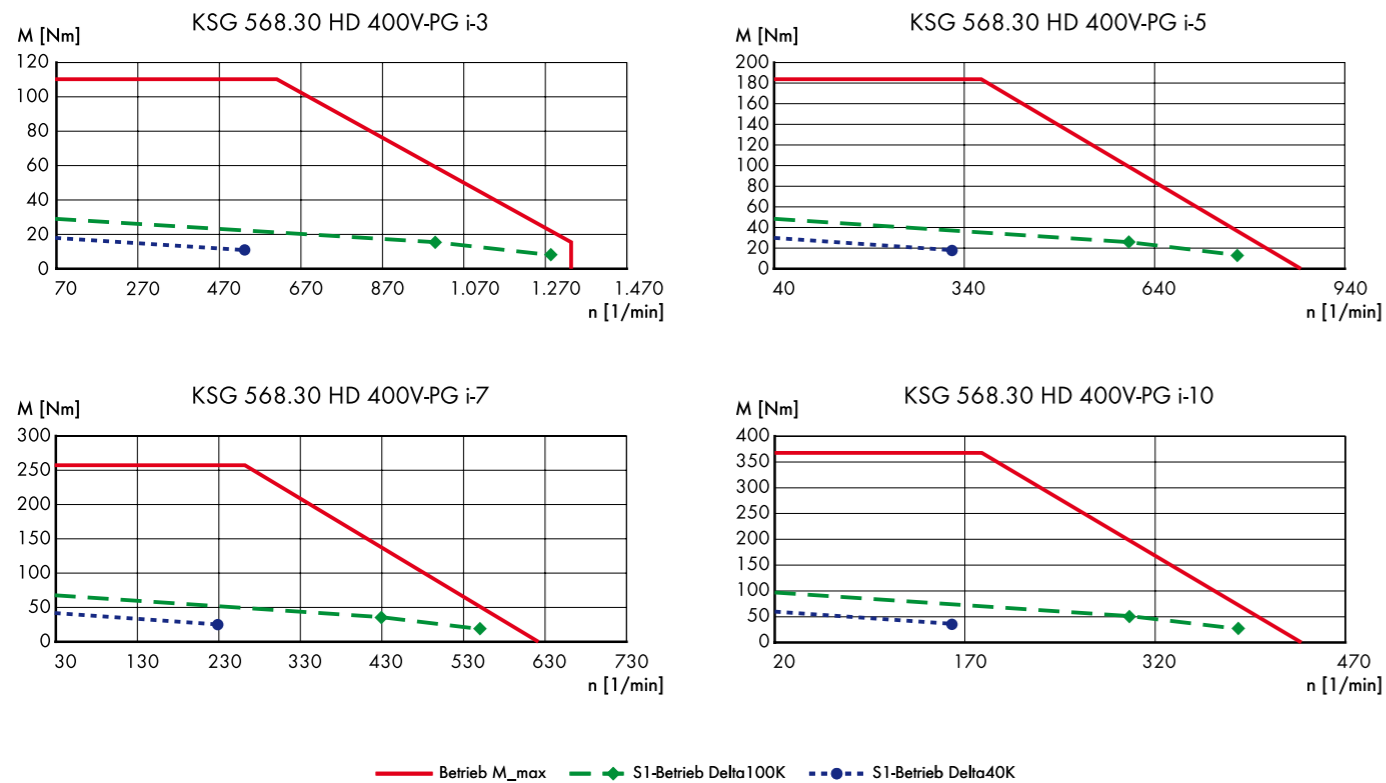 KSG 568.30 HD 400V-PG i-3
M [Nm]
120
100
80
60
40
20
0
70 270 470 670 870 1.070 1.270 1.470
n [1/min]
KSG 568.30 HD 400V-PG i-5
M [Nm]
200
180
160
140
120
100
80
60
40
20
0
40 340 640 940
n [1/min]
KSG 568.30 HD 400V-PG i-7
M [Nm]
300
250
200
150
100
50
0
30 130 230 330 430 530 630 730
n [1/min]
KSG 568.30 HD 400V-PG i-10
M [Nm]
400
350
300
250
200
150
100
50
0
20 170 320 470
n [1/min]
Betrieb M_max S1-Betrieb Delta100K S1-Betrieb Delta40K